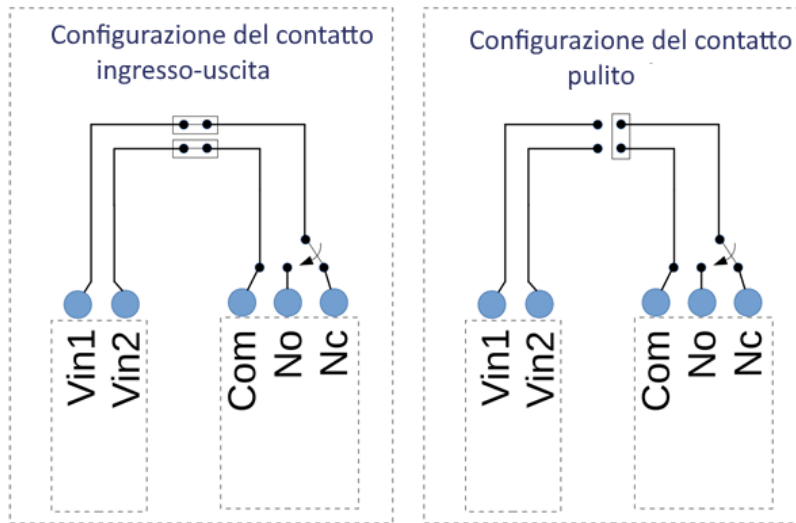 Configurazione del contatto
ingresso-uscita
Configurazione del contatto
pulito
Vin1
Vin2
Com
No
Nc
Vin1
Vin2
Com
No
Nc